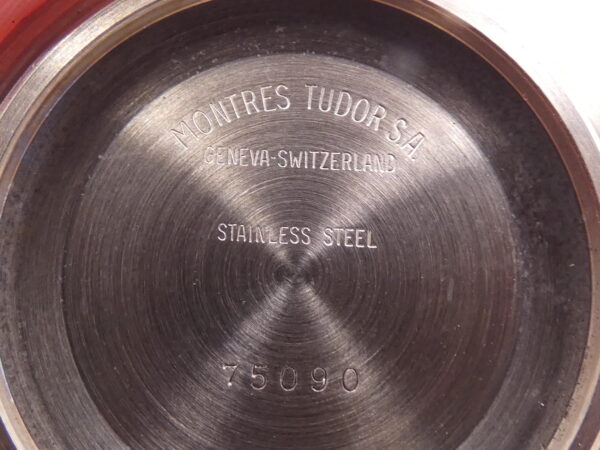 MONTRES TUDOR S.A.
GENEVA-SWITZERLAND
STAINLESS STEEL
75090